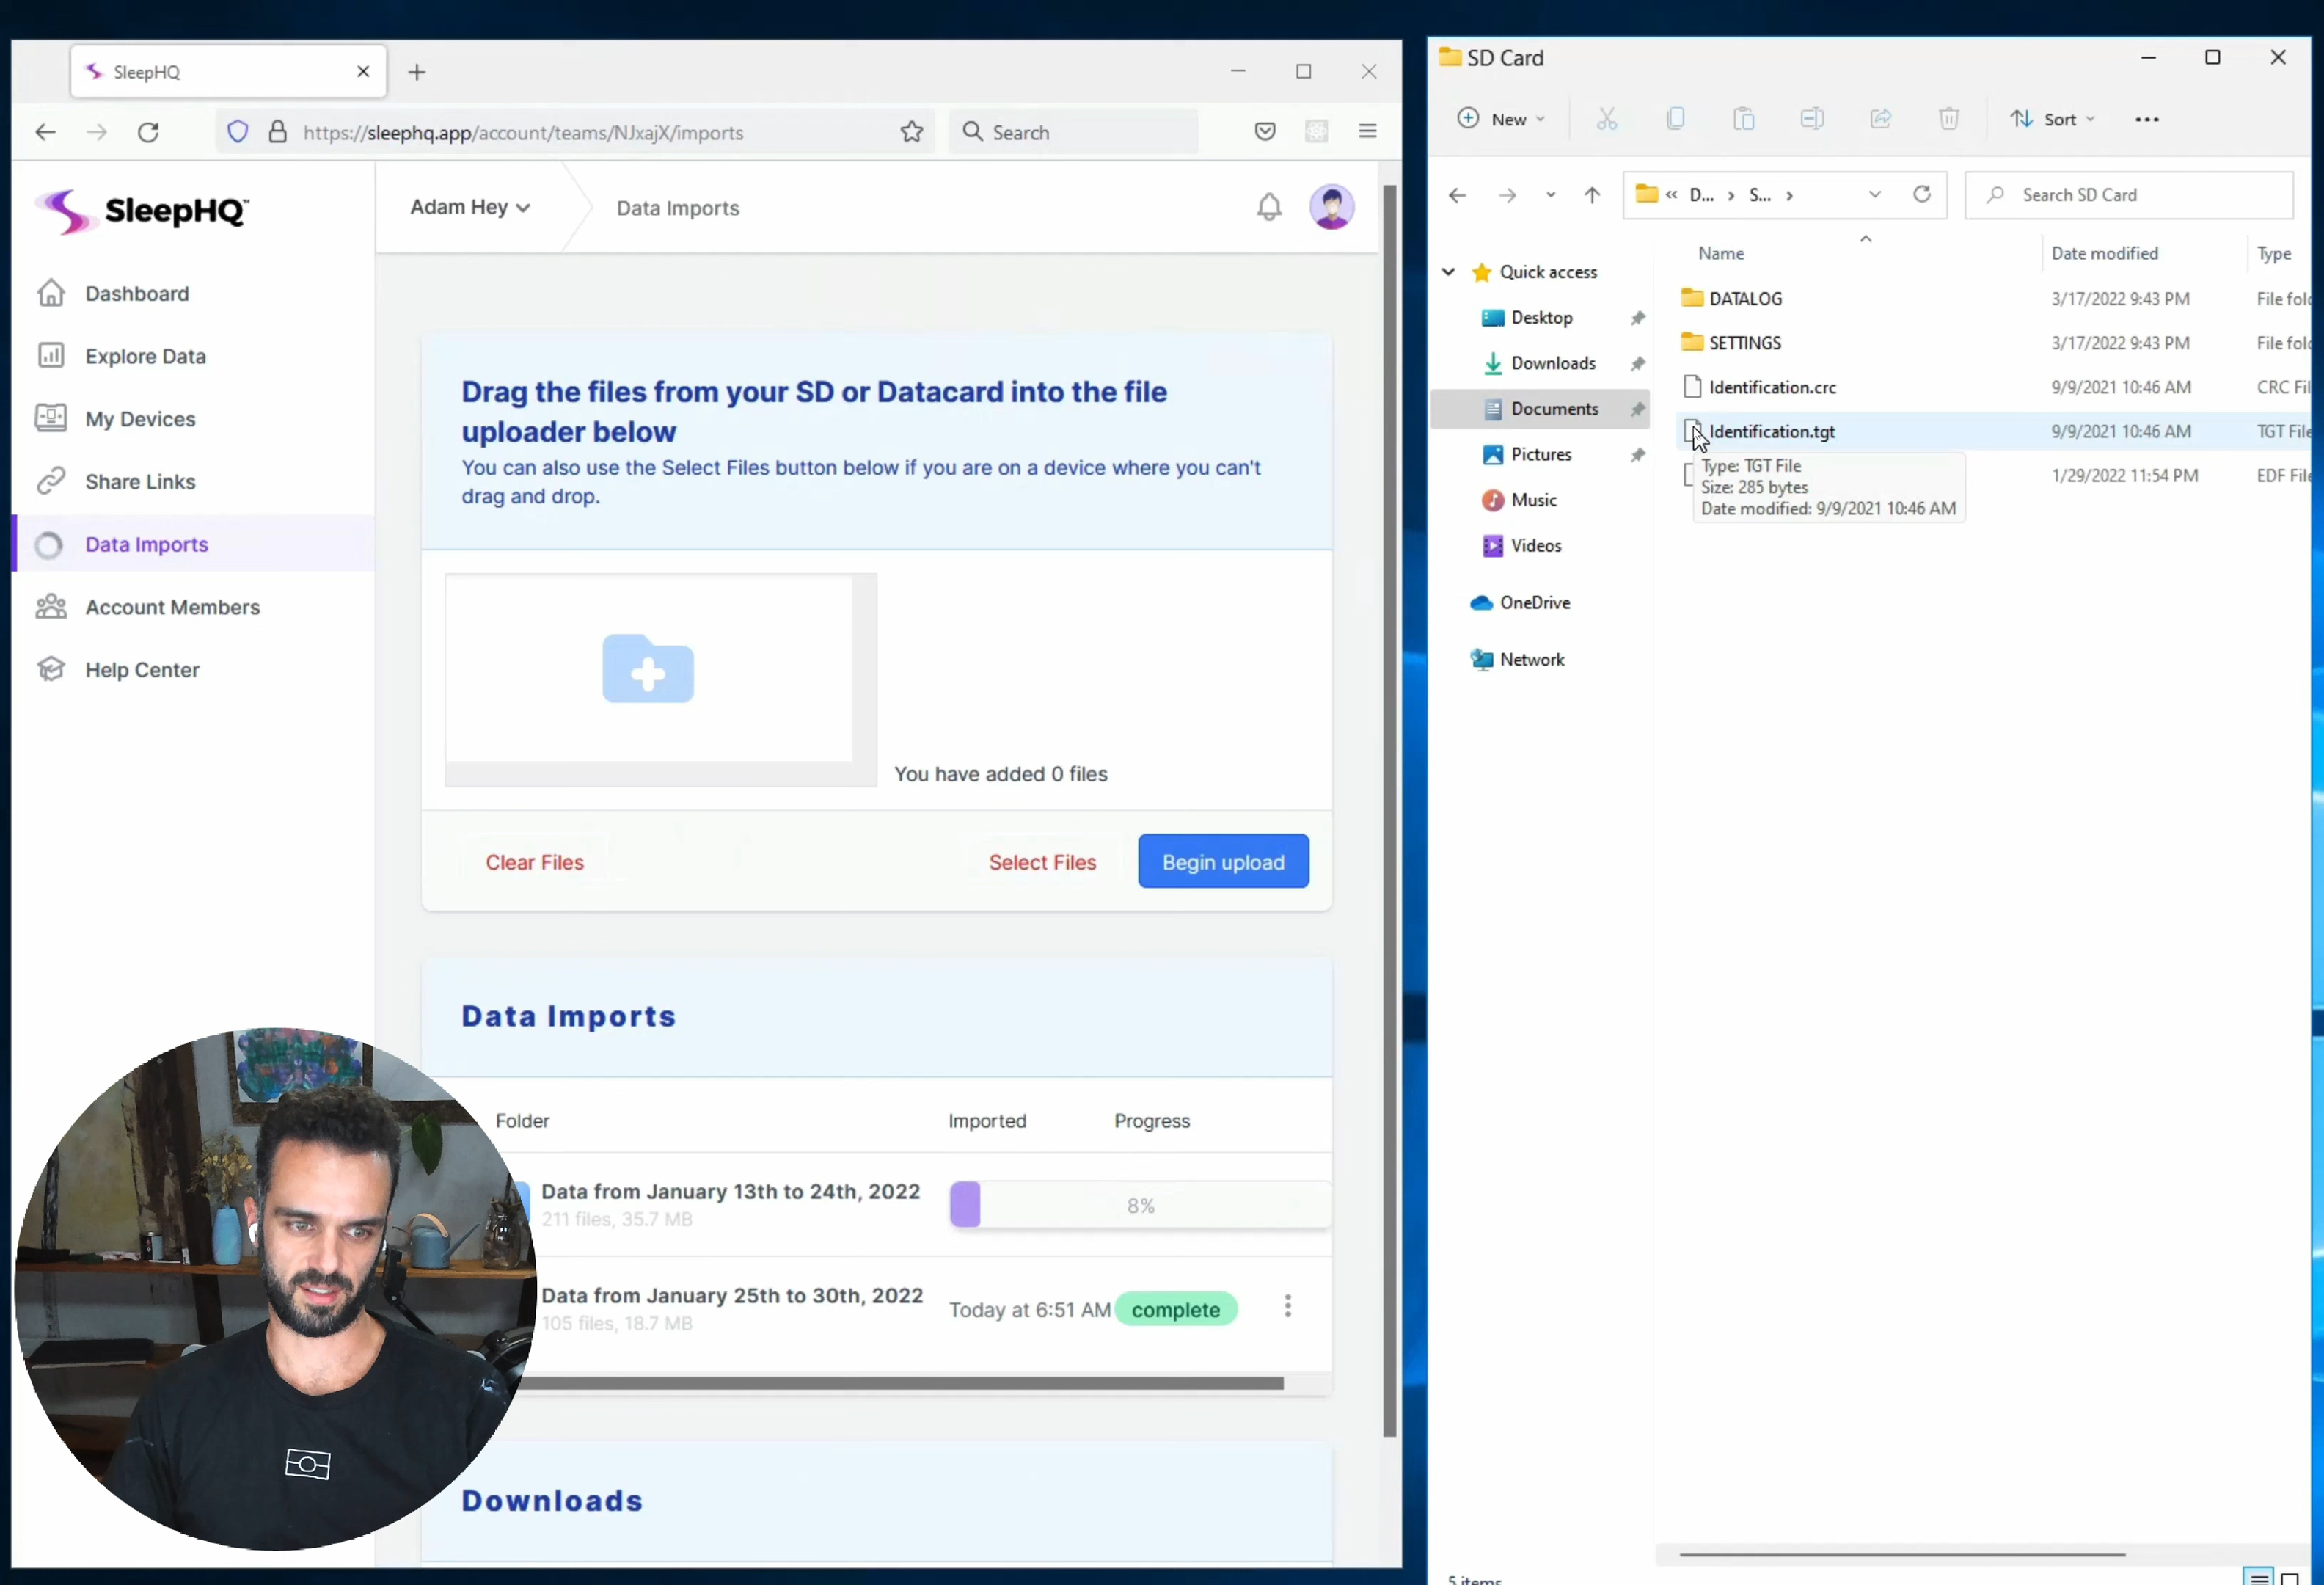 SleepHQ
https://sleephq.app/account/teams/NJxajX/imports
Search
SleepHQ™
Dashboard
Explore Data
My Devices
Share Links
Data Imports
Account Members
Help Center
Adam Hey
Data Imports
Drag the files from your SD or Datacard into the file
uploader below
You can also use the Select Files button below if you are on a device where you can't
drag and drop.
You have added 0 files
Clear Files
Select Files
Begin upload
Data Imports
Folder
Imported
Progress
Data from January 13th to 24th, 2022
211 files, 35.7 MB
8%
Data from January 25th to 30th, 2022
105 files, 18.7 MB
Today at 6:51 AM
complete
Downloads
SD Card
New
Sort
« D... › S... ›
Search SD Card
Quick access
Desktop
Downloads
Documents
Pictures
Music
Videos
OneDrive
Network
Name
Date modified
Type
DATALOG
3/17/2022 9:43 PM
File fol
SETTINGS
3/17/2022 9:43 PM
File fol
Identification.crc
9/9/2021 10:46 AM
CRC Fil
Identification.tgt
9/9/2021 10:46 AM
TGT File
1/29/2022 11:54 PM
EDF File
Type: TGT File
Size: 285 bytes
Date modified: 9/9/2021 10:46 AM
5 items